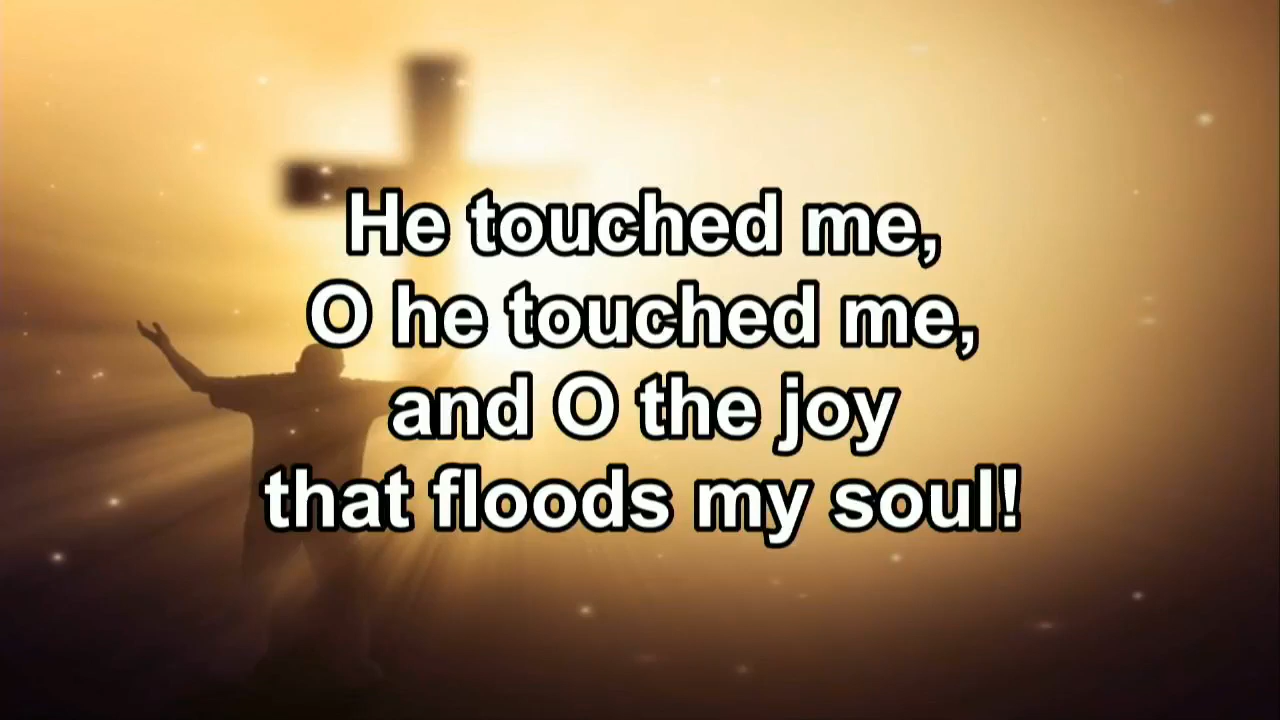 He touched me,
O he touched me,
and O the joy
that floods my soul!